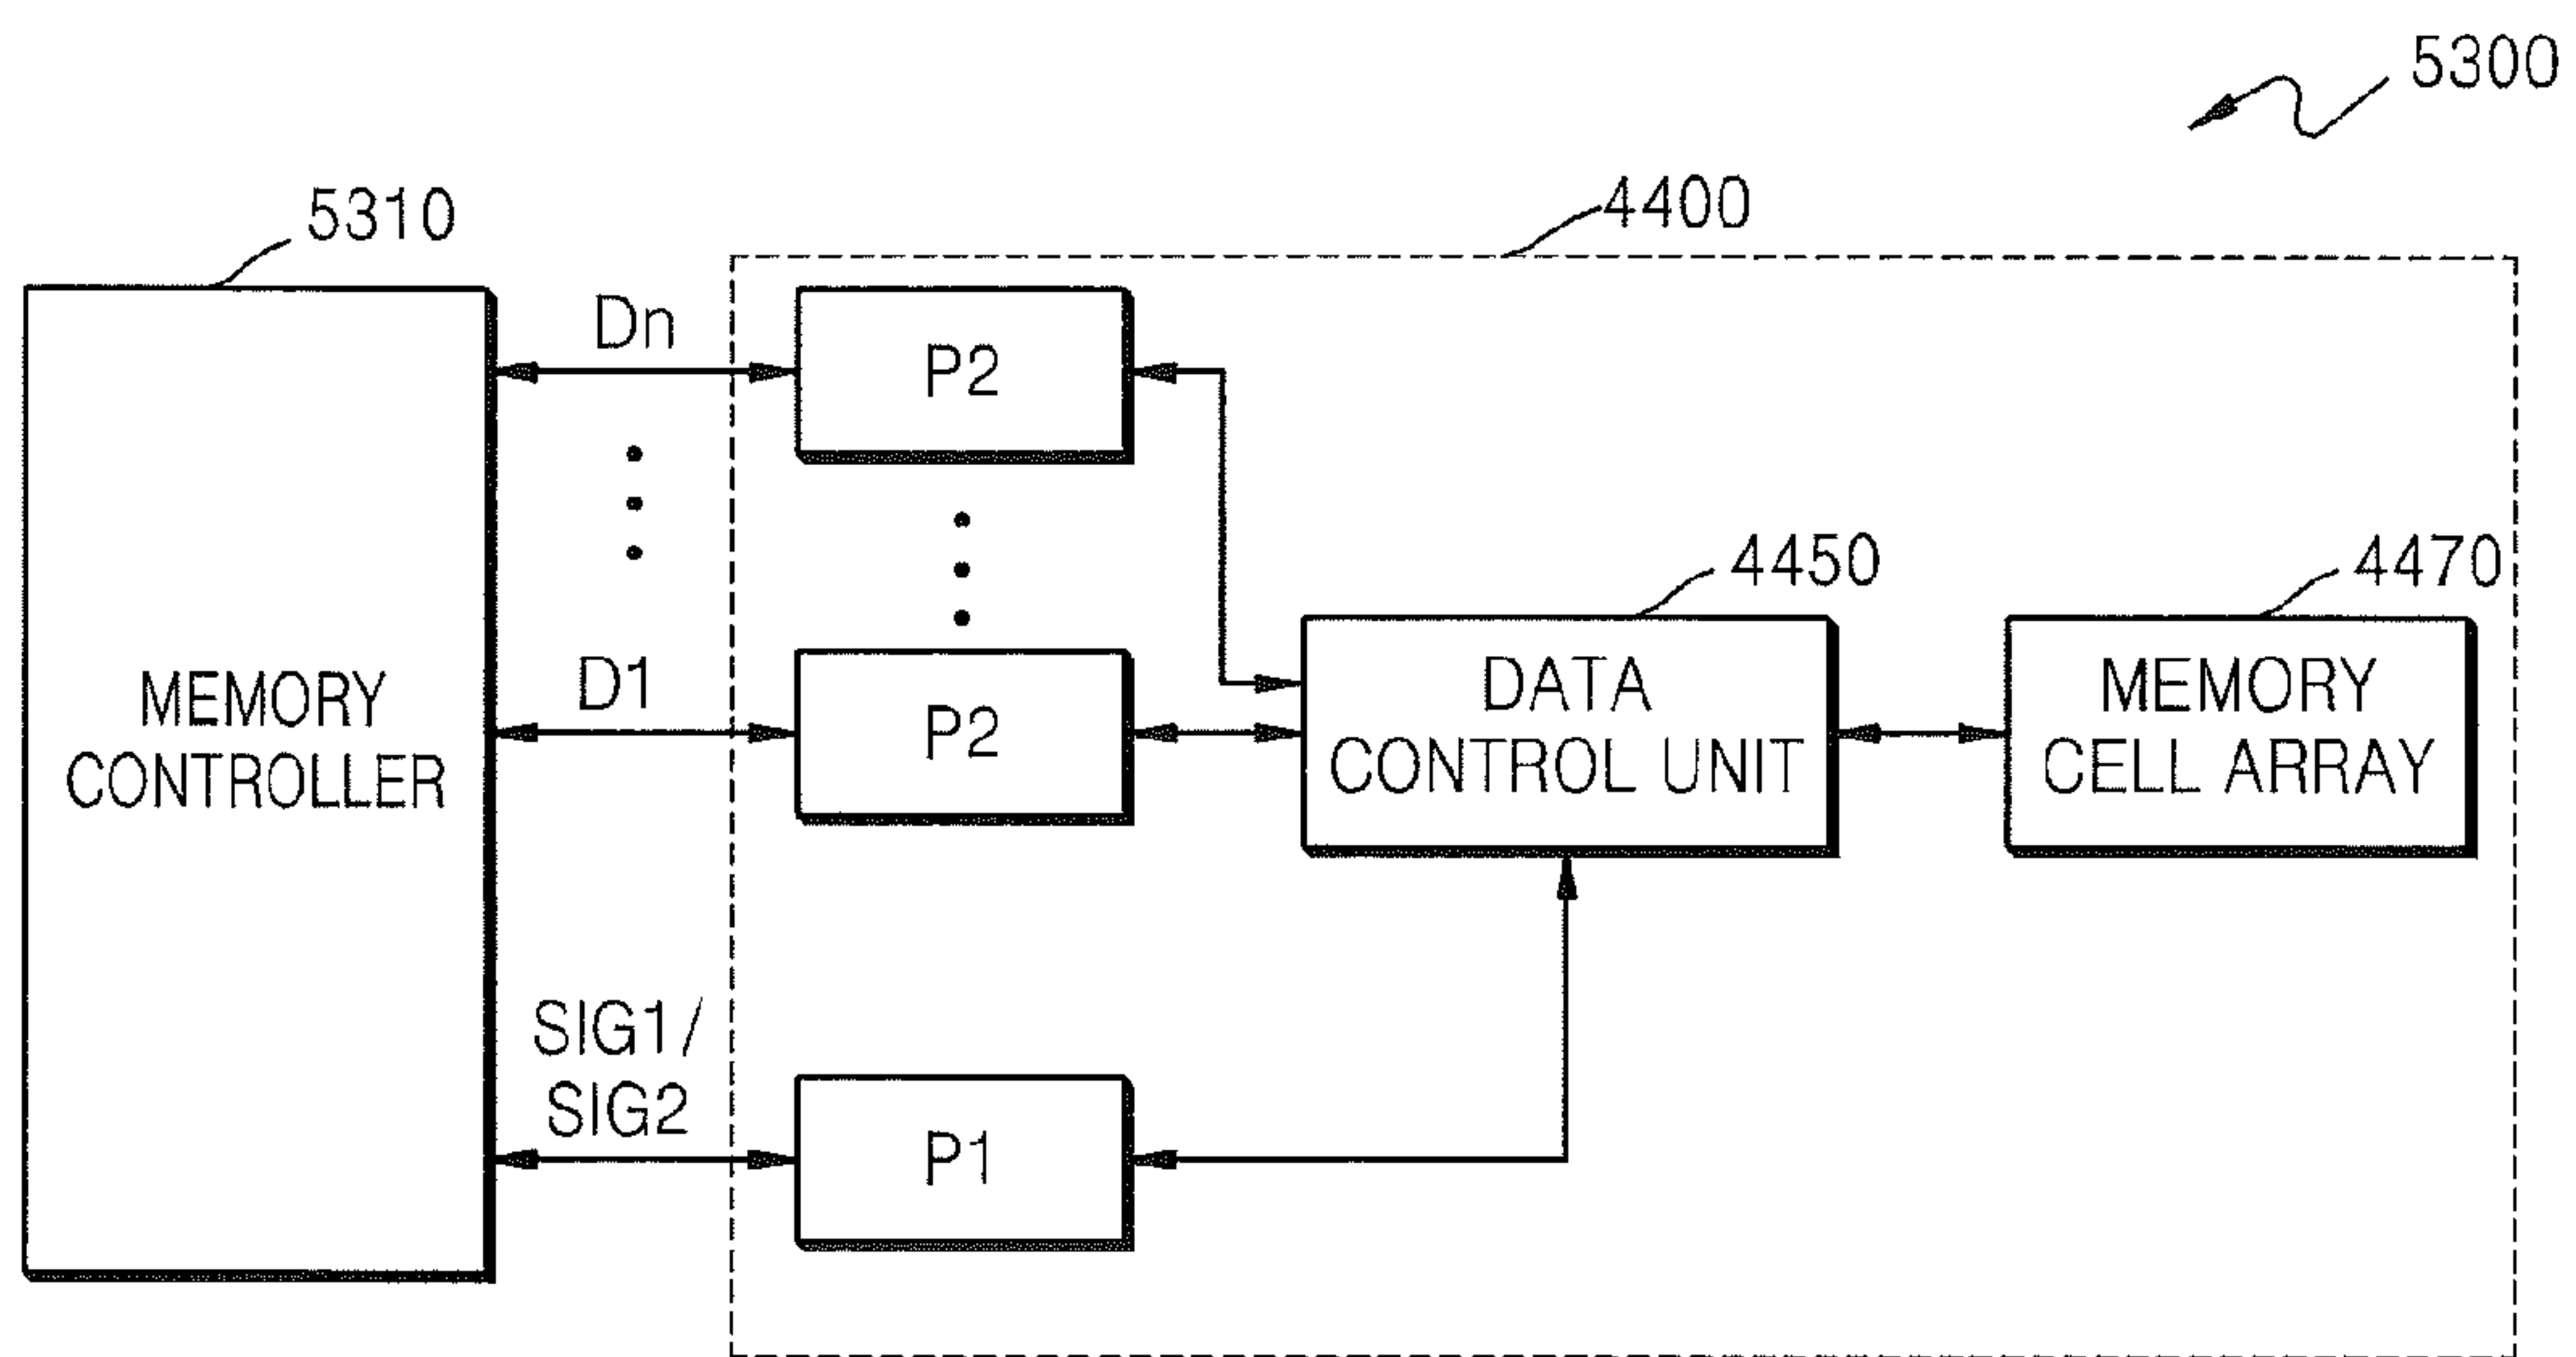 5300
4400
5310
Dn
P2
4450
4470
D1
P2
MEMORY
CONTROLLER
DATA
CONTROL UNIT
MEMORY
CELL ARRAY
SIG1/
SIG2
P1